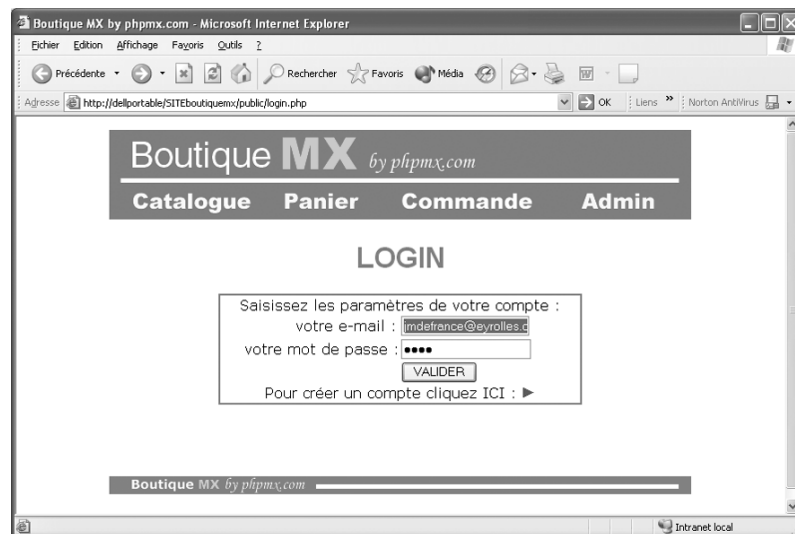 Boutique MX by phpmx.com - Microsoft Internet Explorer
Fichier Edition Affichage Favoris Outils ?
Précédente Rechercher Favoris Média
Adresse http://dellportable/SITEboutiquemx/public/login.php OK Liens » Norton AntiVirus
Boutique MX by phpmx.com
Catalogue Panier Commande Admin
LOGIN
Saisissez les paramètres de votre compte :
votre e-mail : jmdefrance@eyrolles.c
votre mot de passe : ••••
VALIDER
Pour créer un compte cliquez ICI :
Boutique MX by phpmx.com
Intranet local